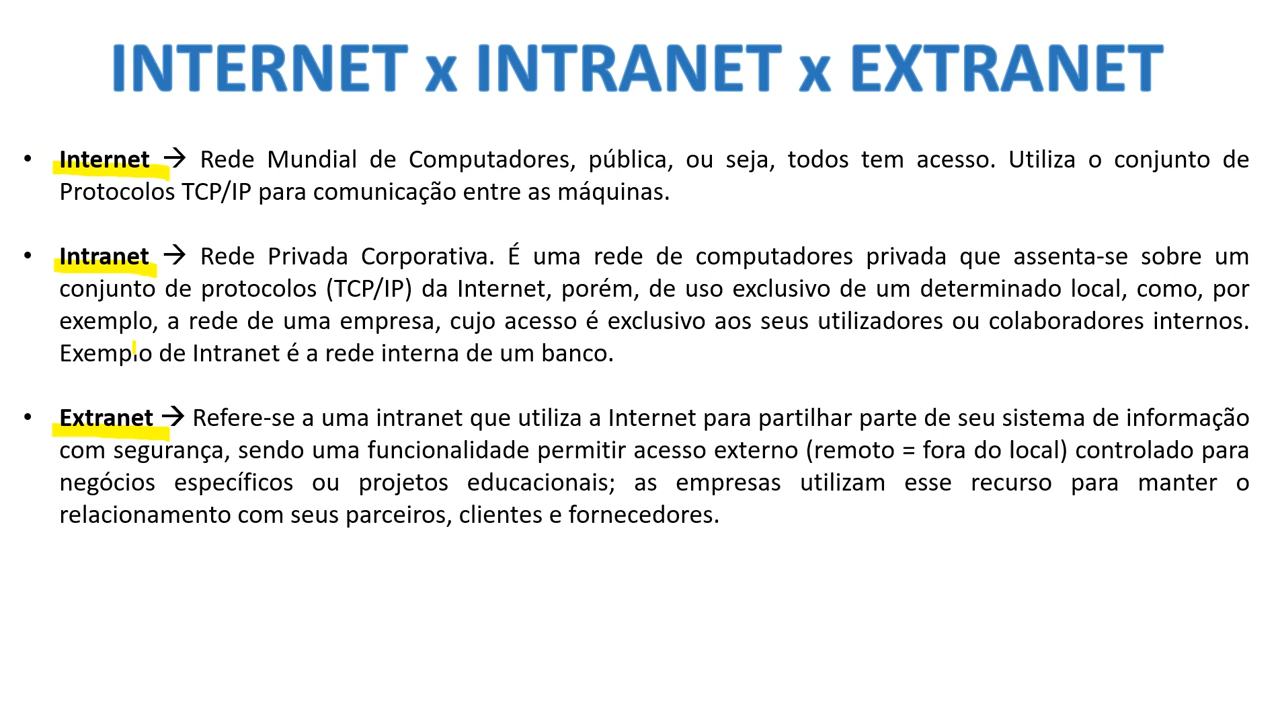 INTERNET x INTRANET x EXTRANET
• Internet → Rede Mundial de Computadores, pública, ou seja, todos tem acesso. Utiliza o conjunto de
Protocolos TCP/IP para comunicação entre as máquinas.
• Intranet → Rede Privada Corporativa. É uma rede de computadores privada que assenta-se sobre um
conjunto de protocolos (TCP/IP) da Internet, porém, de uso exclusivo de um determinado local, como, por
exemplo, a rede de uma empresa, cujo acesso é exclusivo aos seus utilizadores ou colaboradores internos.
Exemplo de Intranet é a rede interna de um banco.
• Extranet → Refere-se a uma intranet que utiliza a Internet para partilhar parte de seu sistema de informação
com segurança, sendo uma funcionalidade permitir acesso externo (remoto = fora do local) controlado para
negócios específicos ou projetos educacionais; as empresas utilizam esse recurso para manter o
relacionamento com seus parceiros, clientes e fornecedores.